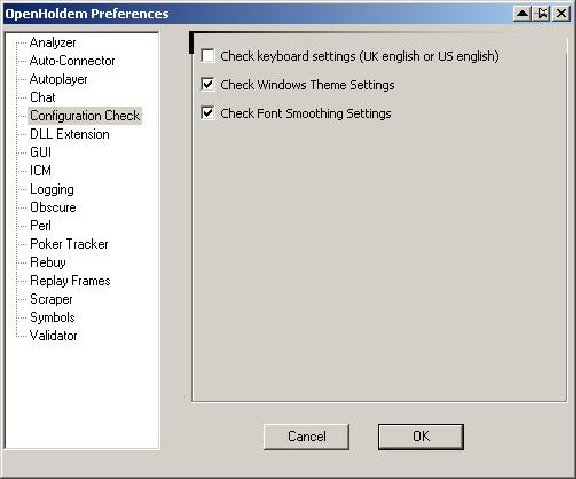 OpenHoldem Preferences
Analyzer
Auto-Connector
Autoplayer
Chat
Configuration Check
DLL Extension
GUI
ICM
Logging
Obscure
Perl
Poker Tracker
Rebuy
Replay Frames
Scraper
Symbols
Validator
Check keyboard settings (UK english or US english)
Check Windows Theme Settings
Check Font Smoothing Settings
Cancel
OK